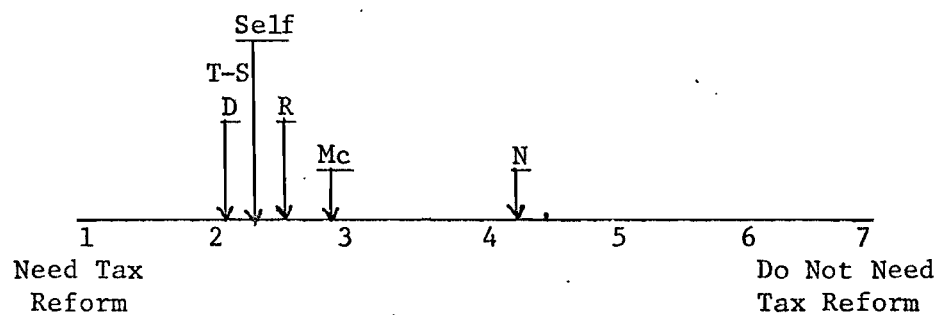 Self
T-S
D R
Mc N
1 2 3 4 5 6 7
Need Tax Do Not Need
Reform Tax Reform